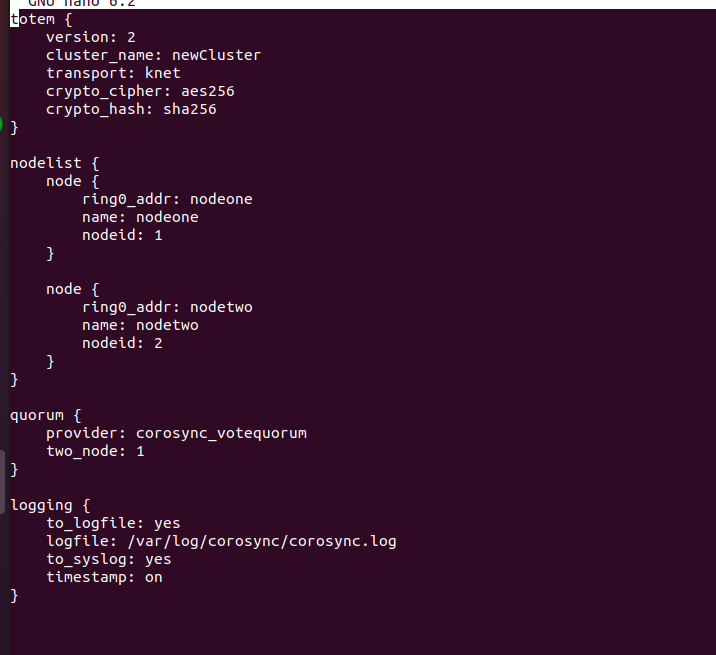 GNU nano 6.2
totem {
    version: 2
    cluster_name: newCluster
    transport: knet
    crypto_cipher: aes256
    crypto_hash: sha256
}

nodelist {
    node {
        ring0_addr: nodeone
        name: nodeone
        nodeid: 1
    }

    node {
        ring0_addr: nodetwo
        name: nodetwo
        nodeid: 2
    }
}

quorum {
    provider: corosync_votequorum
    two_node: 1
}

logging {
    to_logfile: yes
    logfile: /var/log/corosync/corosync.log
    to_syslog: yes
    timestamp: on
}